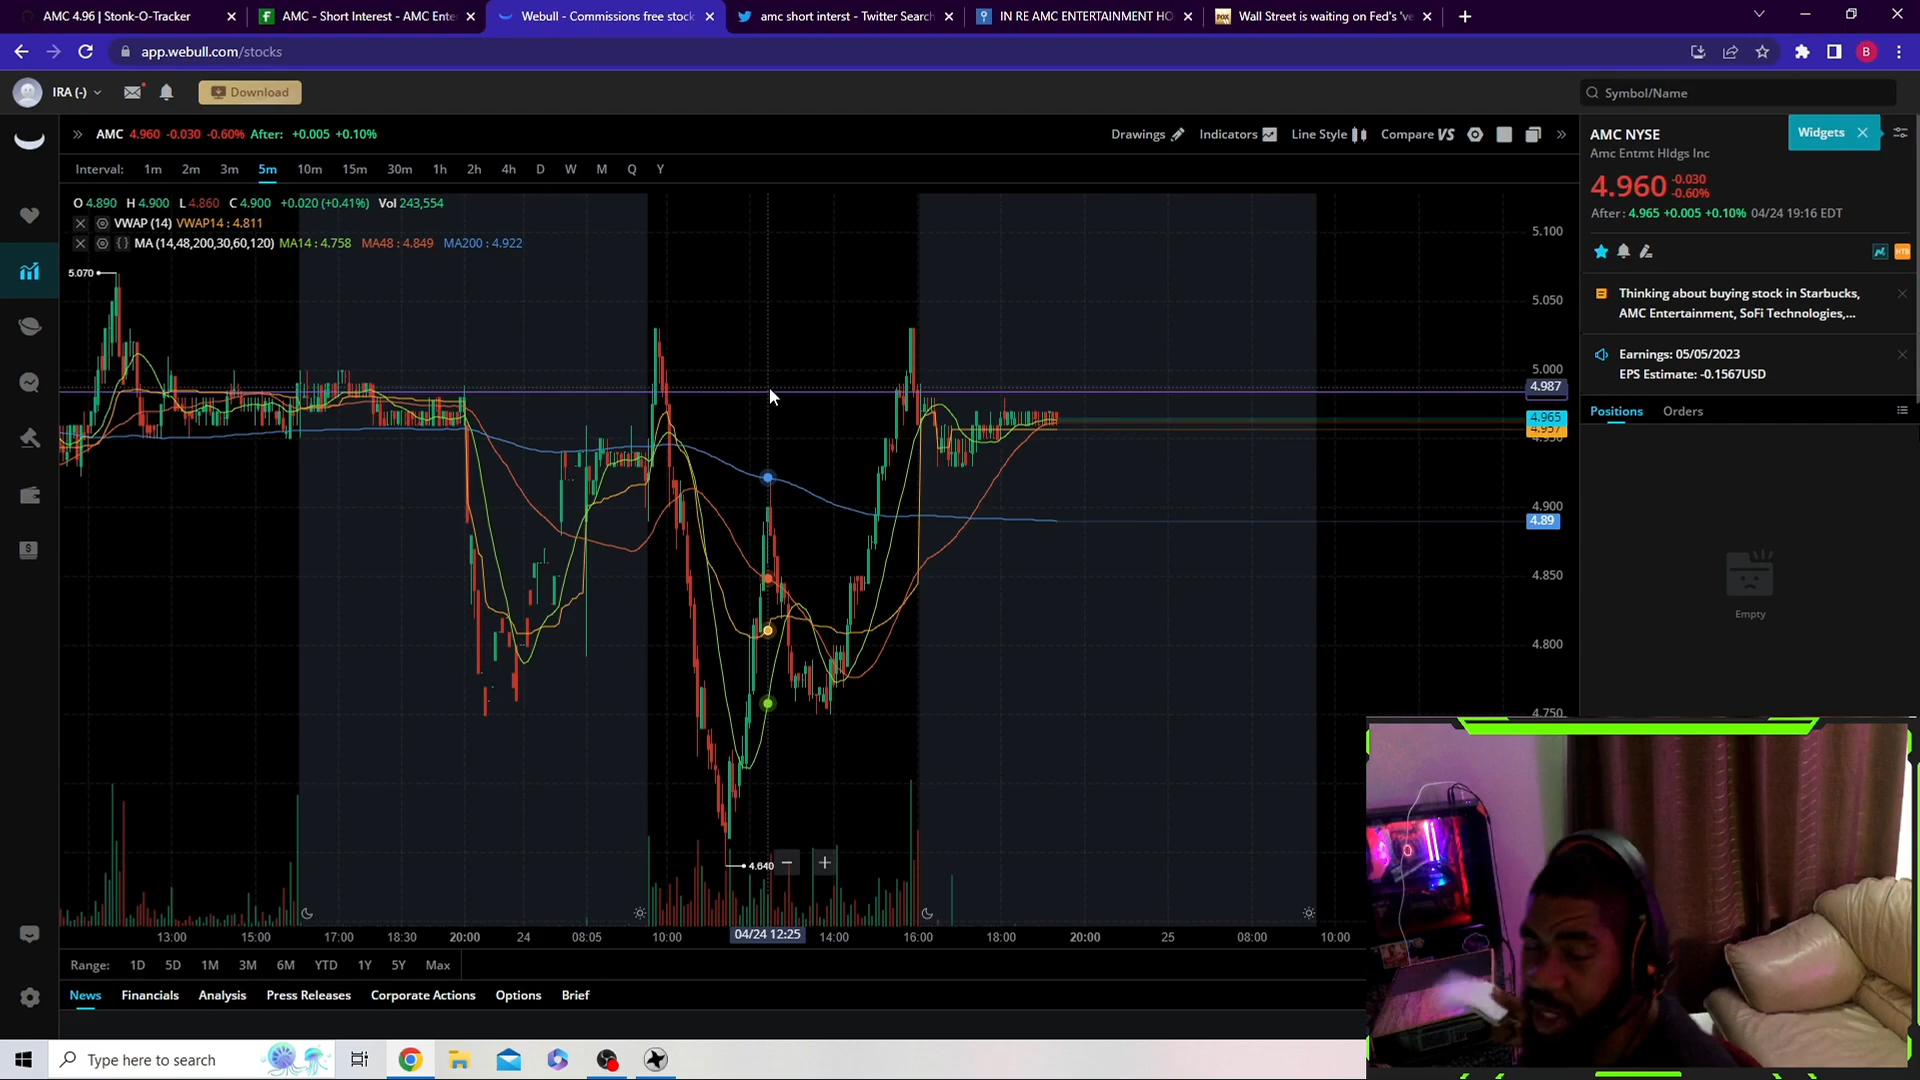 AMC 4.96 | Stonk-O-Tracker
AMC - Short Interest - AMC Enter
Webull - Commissions free stock
amc short interst - Twitter Search
IN RE AMC ENTERTAINMENT HO
Wall Street is waiting on Fed's 've
app.webull.com/stocks
B
IRA (-)
Download
Symbol/Name
AMC 4.960 -0.030 -0.60% After: +0.005 +0.10%
Drawings Indicators Line Style Compare VS
Interval: 1m 2m 3m 5m 10m 15m 30m 1h 2h 4h D W M Q Y
O 4.890 H 4.900 L 4.860 C 4.900 +0.020 (+0.41%) Vol 243,554
VWAP (14) VWAP14 : 4.811
MA (14,48,200,30,60,120) MA14 : 4.758 MA48 : 4.849 MA200 : 4.922
5.070
4.640
5.100
5.050
5.000
4.987
4.965
4.957
4.950
4.900
4.89
4.850
4.800
4.750
13:00 15:00 17:00 18:30 20:00 24 08:05 10:00 04/24 12:25 14:00 16:00 18:00 20:00 25 08:00 10:00
Range: 1D 5D 1M 3M 6M YTD 1Y 5Y Max
News Financials Analysis Press Releases Corporate Actions Options Brief
AMC NYSE
Widgets
Amc Entmt Hldgs Inc
4.960 -0.030
-0.60%
After: 4.965 +0.005 +0.10% 04/24 19:16 EDT
HTB
Thinking about buying stock in Starbucks,
AMC Entertainment, SoFi Technologies,...
Earnings: 05/05/2023
EPS Estimate: -0.1567USD
Positions Orders
Empty
Type here to search